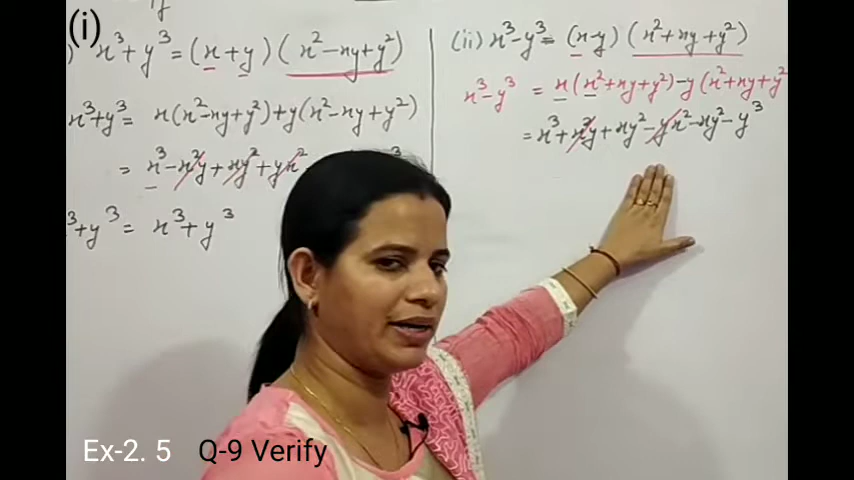 (i)
) x³+y³ = (x+y) (x²-xy+y²)
x³+y³ = x(x²-xy+y²)+y(x²-xy+y²)
= x³-x²y+xy²+yx²
³+y³ = x³+y³
(ii) x³-y³ = (x-y) (x²+xy+y²)
x³-y³ = x(x²+xy+y²)-y(x²+xy+y²
= x³+x²y+xy²-yx²-xy²-y³
Ex-2. 5 Q-9 Verify